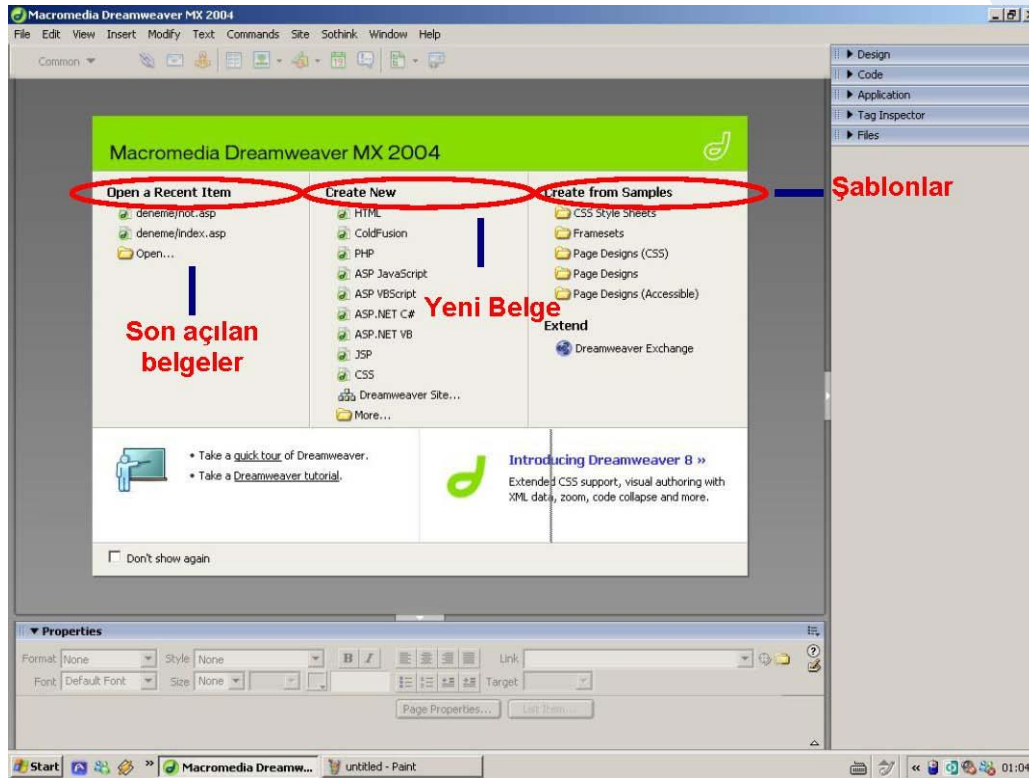 Macromedia Dreamweaver MX 2004
File Edit View Insert Modify Text Commands Site Sothink Window Help
Common
Design
Code
Application
Tag Inspector
Files
Macromedia Dreamweaver MX 2004
Open a Recent Item
deneme/not.asp
deneme/index.asp
Open...
Son açılan
belgeler
Create New
HTML
ColdFusion
PHP
ASP JavaScript
ASP VBScript
ASP.NET C#
ASP.NET VB
JSP
CSS
Dreamweaver Site...
More...
Yeni Belge
Create from Samples
CSS Style Sheets
Framesets
Page Designs (CSS)
Page Designs
Page Designs (Accessible)
Extend
Dreamweaver Exchange
Şablonlar
• Take a quick tour of Dreamweaver.
• Take a Dreamweaver tutorial.
Introducing Dreamweaver 8 »
Extended CSS support, visual authoring with
XML data, zoom, code collapse and more.
Don't show again
Properties
Format None Style None B I Link
Font Default Font Size None Target
Page Properties... List Item...
Start » Macromedia Dreamw... untitled - Paint « 01:04